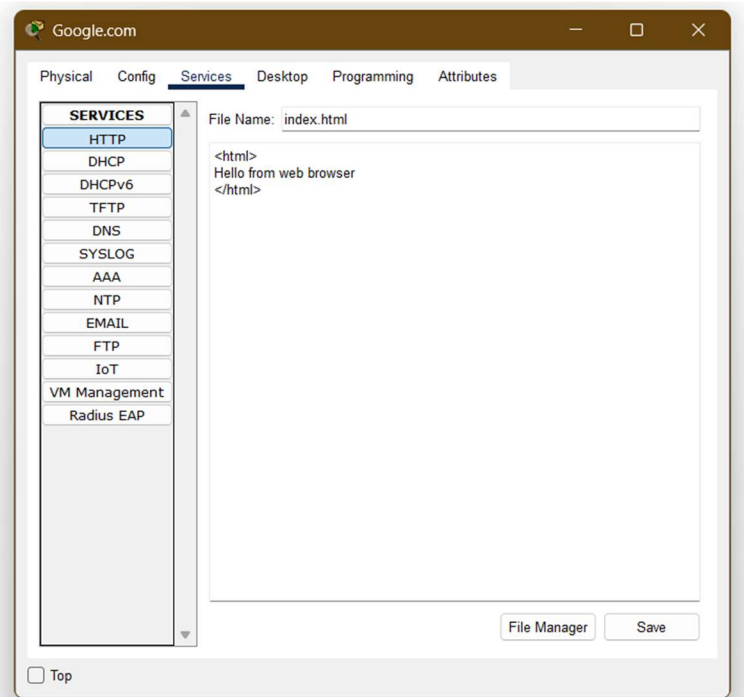 Google.com
Physical Config Services Desktop Programming Attributes
SERVICES
HTTP
DHCP
DHCPv6
TFTP
DNS
SYSLOG
AAA
NTP
EMAIL
FTP
IoT
VM Management
Radius EAP
File Name: index.html
<html>
Hello from web browser
</html>
File Manager Save
Top